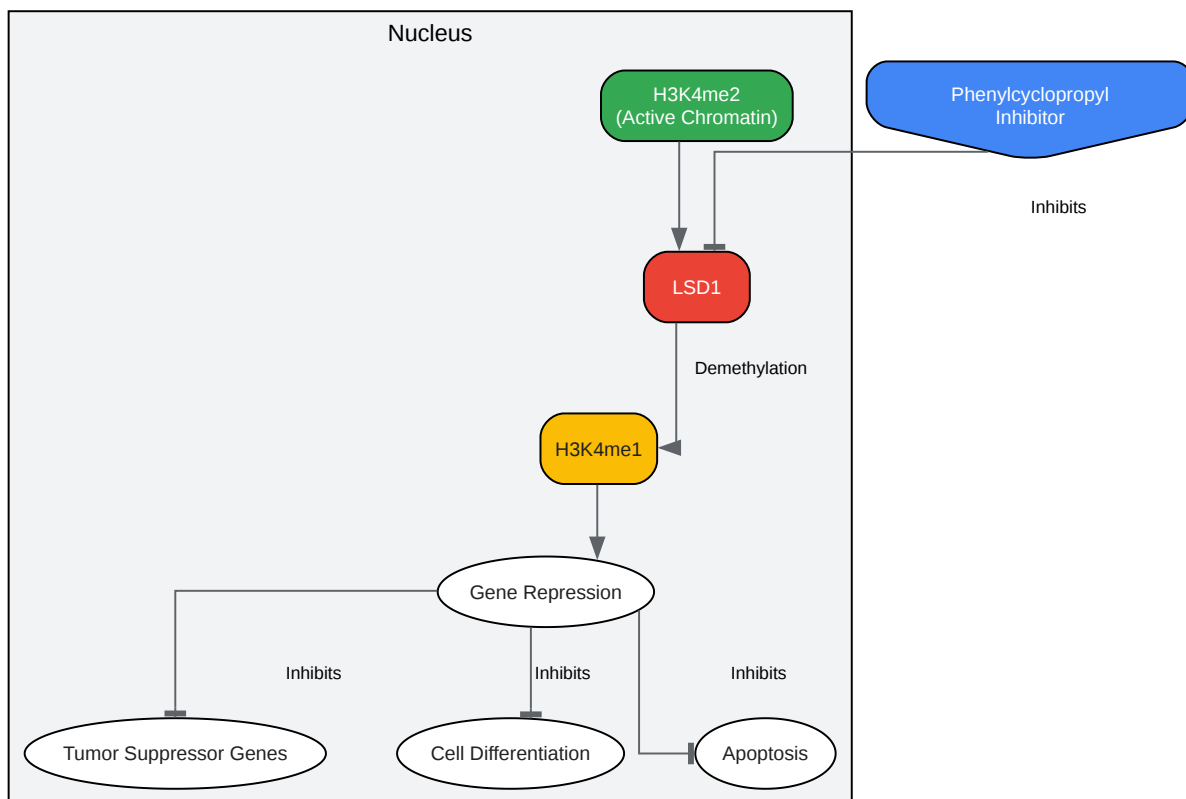 Nucleus
H3K4me2
(Active Chromatin)
Phenylcyclopropyl
Inhibitor
Inhibits
LSD1
Demethylation
H3K4me1
Gene Repression
Inhibits
Inhibits
Inhibits
Tumor Suppressor Genes
Cell Differentiation
Apoptosis